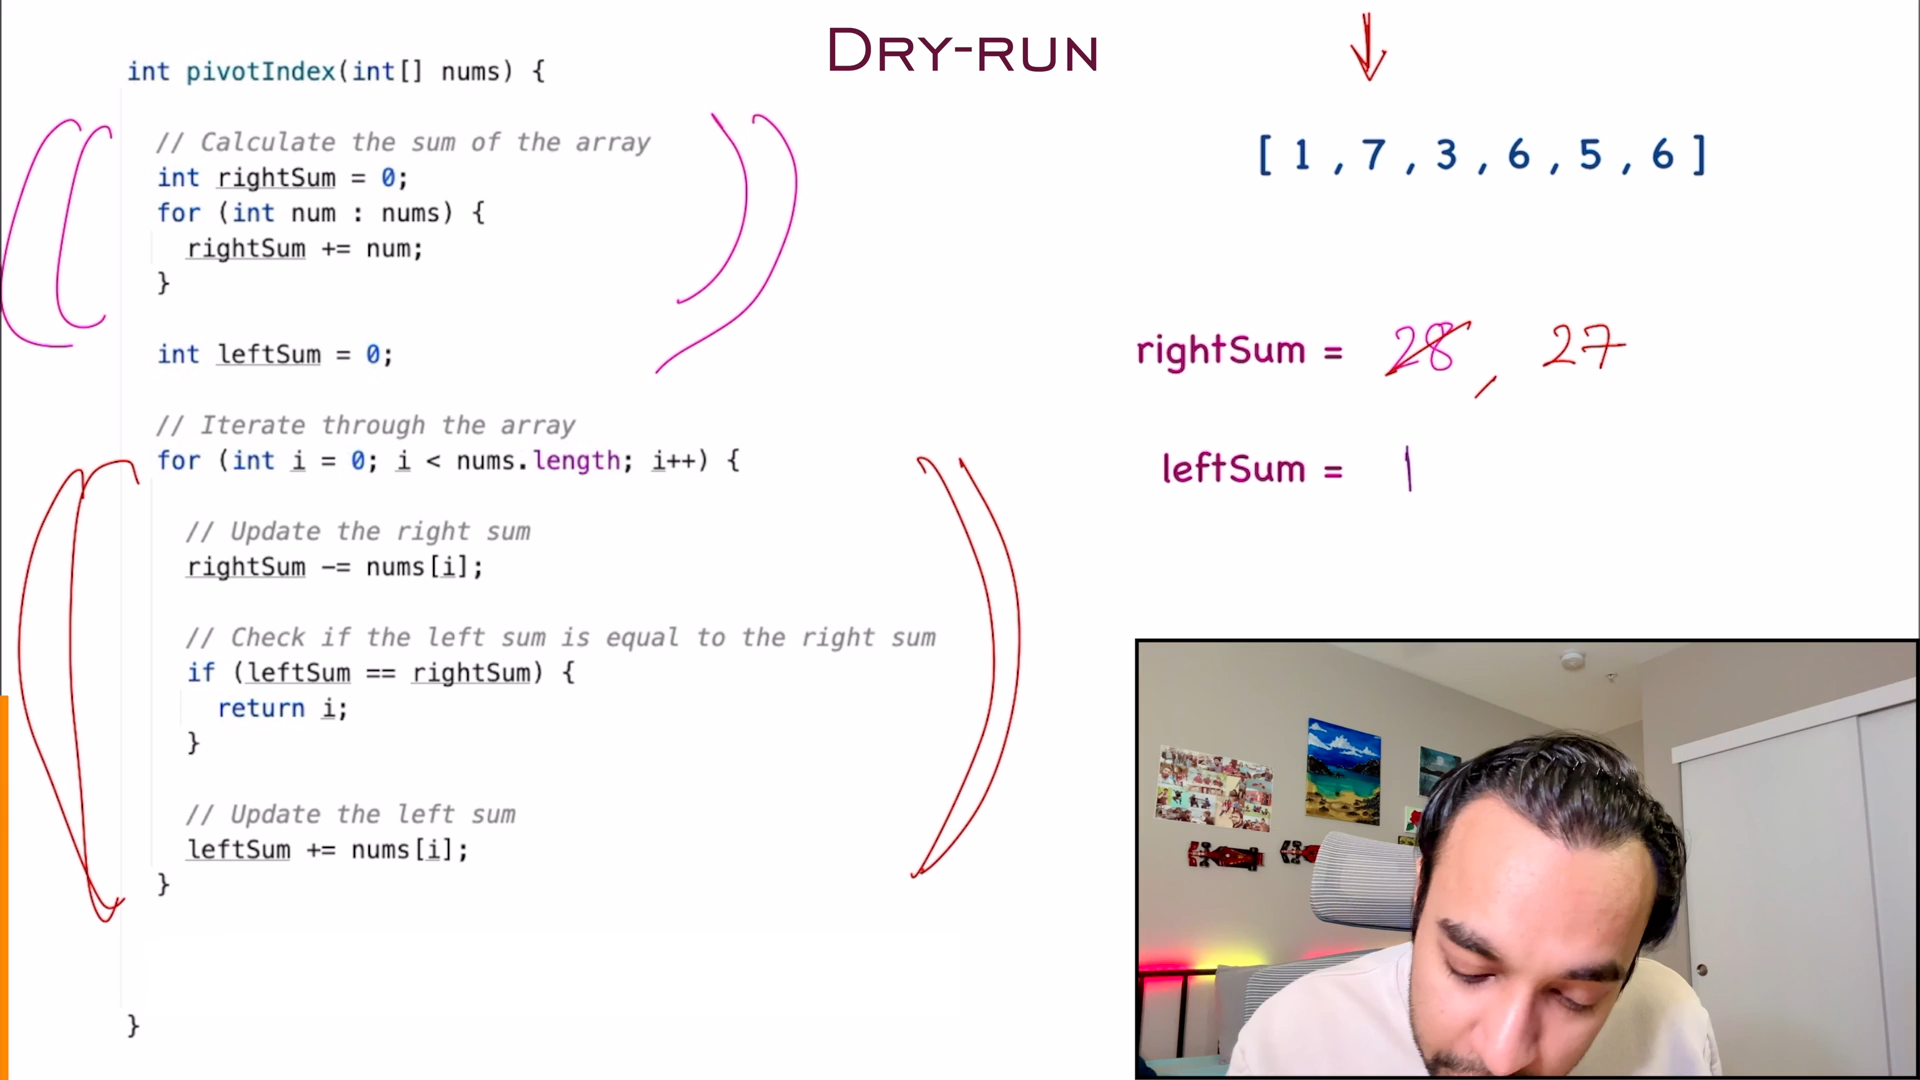 DRY-RUN
int pivotIndex(int[] nums) {
// Calculate the sum of the array
int rightSum = 0;
for (int num : nums) {
rightSum += num;
}
int leftSum = 0;
// Iterate through the array
for (int i = 0; i < nums.length; i++) {
// Update the right sum
rightSum -= nums[i];
// Check if the left sum is equal to the right sum
if (leftSum == rightSum) {
return i;
}
// Update the left sum
leftSum += nums[i];
}
}
[ 1 , 7 , 3 , 6 , 5 , 6 ]
rightSum = 28, 27
leftSum = 1